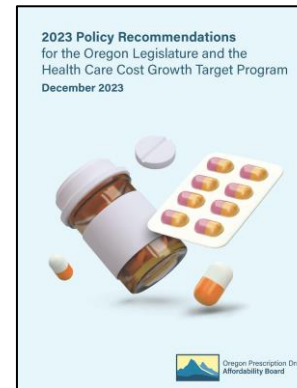 2023 Policy Recommendations
for the Oregon Legislature and the
Health Care Cost Growth Target Program
December 2023
Oregon Prescription Dr
Affordability Board